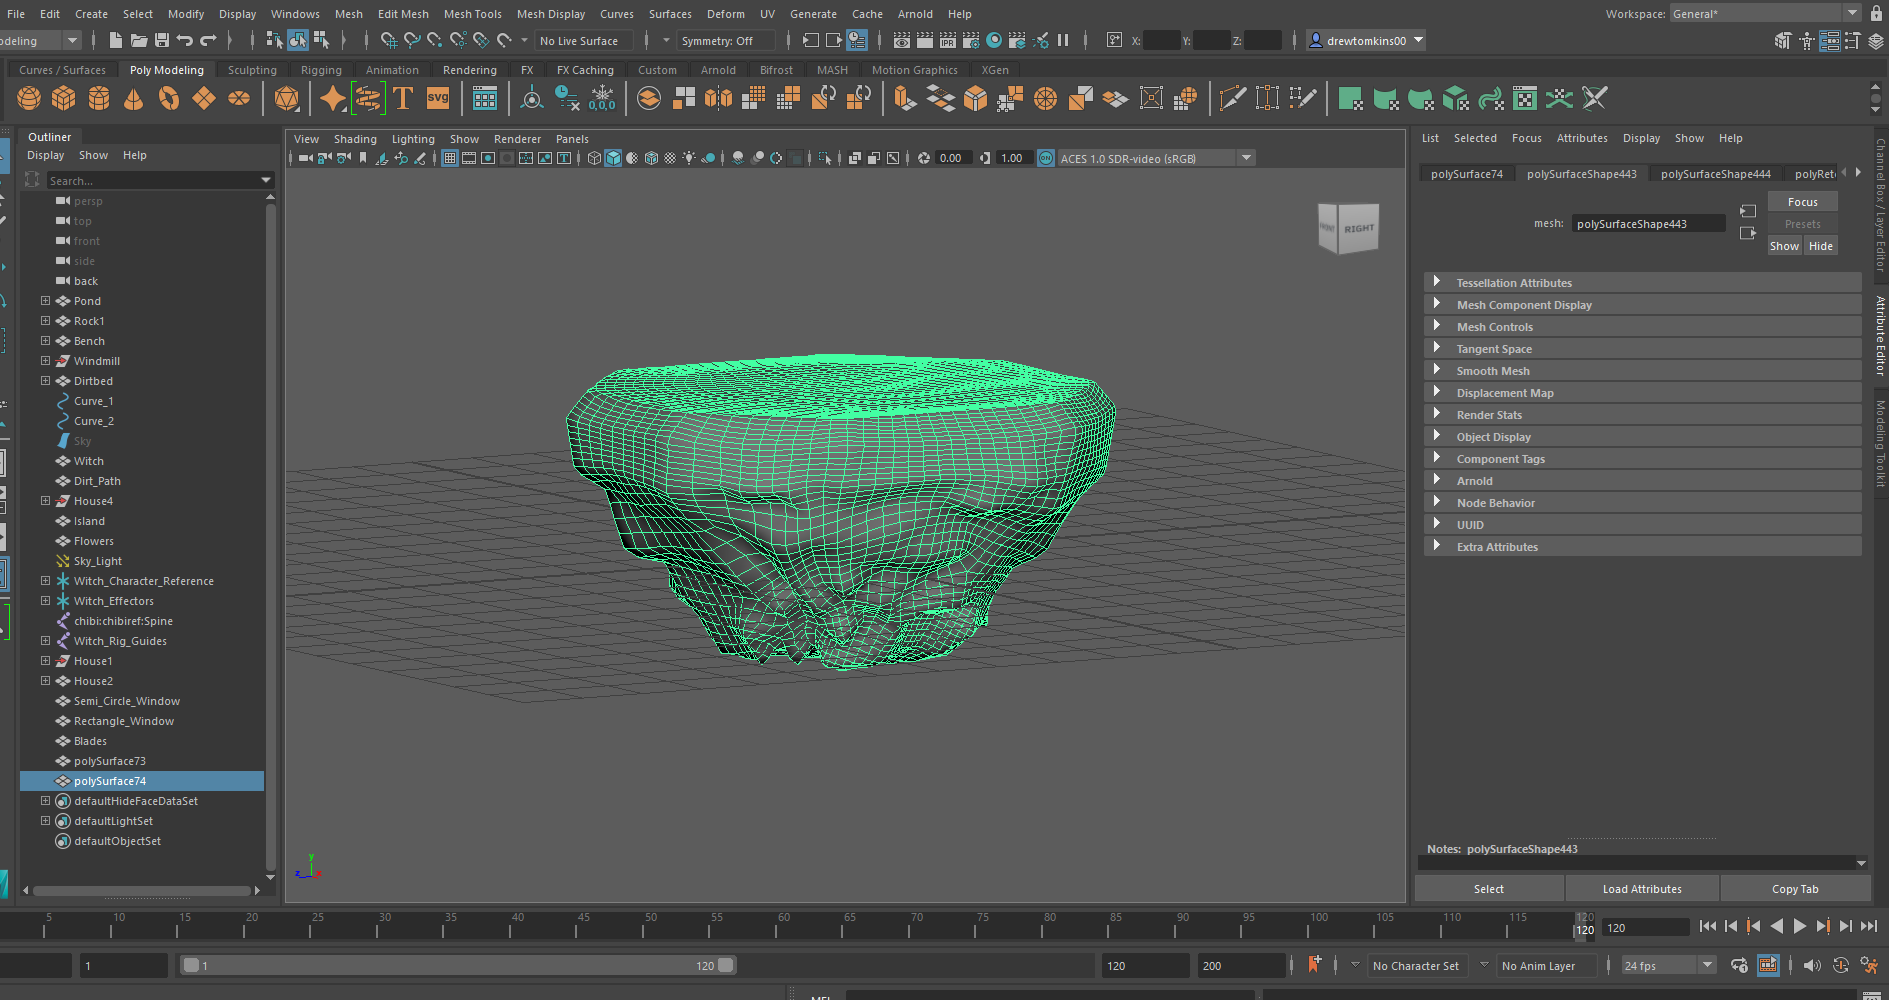 File Edit Create Select Modify Display Windows Mesh Edit Mesh Mesh Tools Mesh Display Curves Surfaces Deform UV Generate Cache Arnold Help Workspace: General*
odeling No Live Surface Symmetry: Off X: Y: Z: drewtomkins00
Curves / Surfaces Poly Modeling Sculpting Rigging Animation Rendering FX FX Caching Custom Arnold Bifrost MASH Motion Graphics XGen
T svg 0,0,0
Outliner
Display Show Help
Search...
persp
top
front
side
back
Pond
Rock1
Bench
Windmill
Dirtbed
Curve_1
Curve_2
Sky
Witch
Dirt_Path
House4
Island
Flowers
Sky_Light
Witch_Character_Reference
Witch_Effectors
chibi:chibiref:Spine
Witch_Rig_Guides
House1
House2
Semi_Circle_Window
Rectangle_Window
Blades
polySurface73
polySurface74
defaultHideFaceDataSet
defaultLightSet
defaultObjectSet
View Shading Lighting Show Renderer Panels
0.00 1.00 ACES 1.0 SDR-video (sRGB)
FRONT RIGHT
y
z x
List Selected Focus Attributes Display Show Help
polySurface74 polySurfaceShape443 polySurfaceShape444 polyRet
mesh: polySurfaceShape443
Focus
Presets
Show Hide
Tessellation Attributes
Mesh Component Display
Mesh Controls
Tangent Space
Smooth Mesh
Displacement Map
Render Stats
Object Display
Component Tags
Arnold
Node Behavior
UUID
Extra Attributes
Notes: polySurfaceShape443
Select Load Attributes Copy Tab
Channel Box / Layer Editor
Attribute Editor
Modeling Toolkit
5 10 15 20 25 30 35 40 45 50 55 60 65 70 75 80 85 90 95 100 105 110 115 120
120 120
1 1 120 120 200 No Character Set No Anim Layer 24 fps
MEL